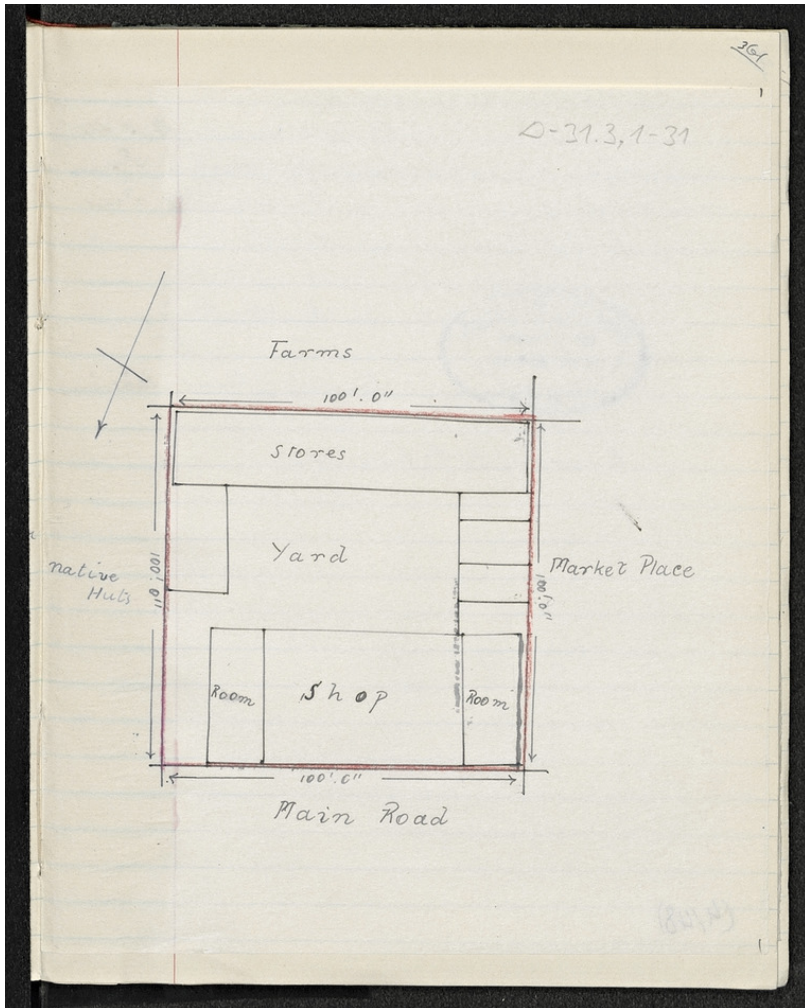 361
D-31.3,1-31
Farms
100'. 0"
Stores
Yard
native
Huts
100'. 0"
Market Place
100'. 0"
Room
Shop
Room
100'. 0"
Main Road